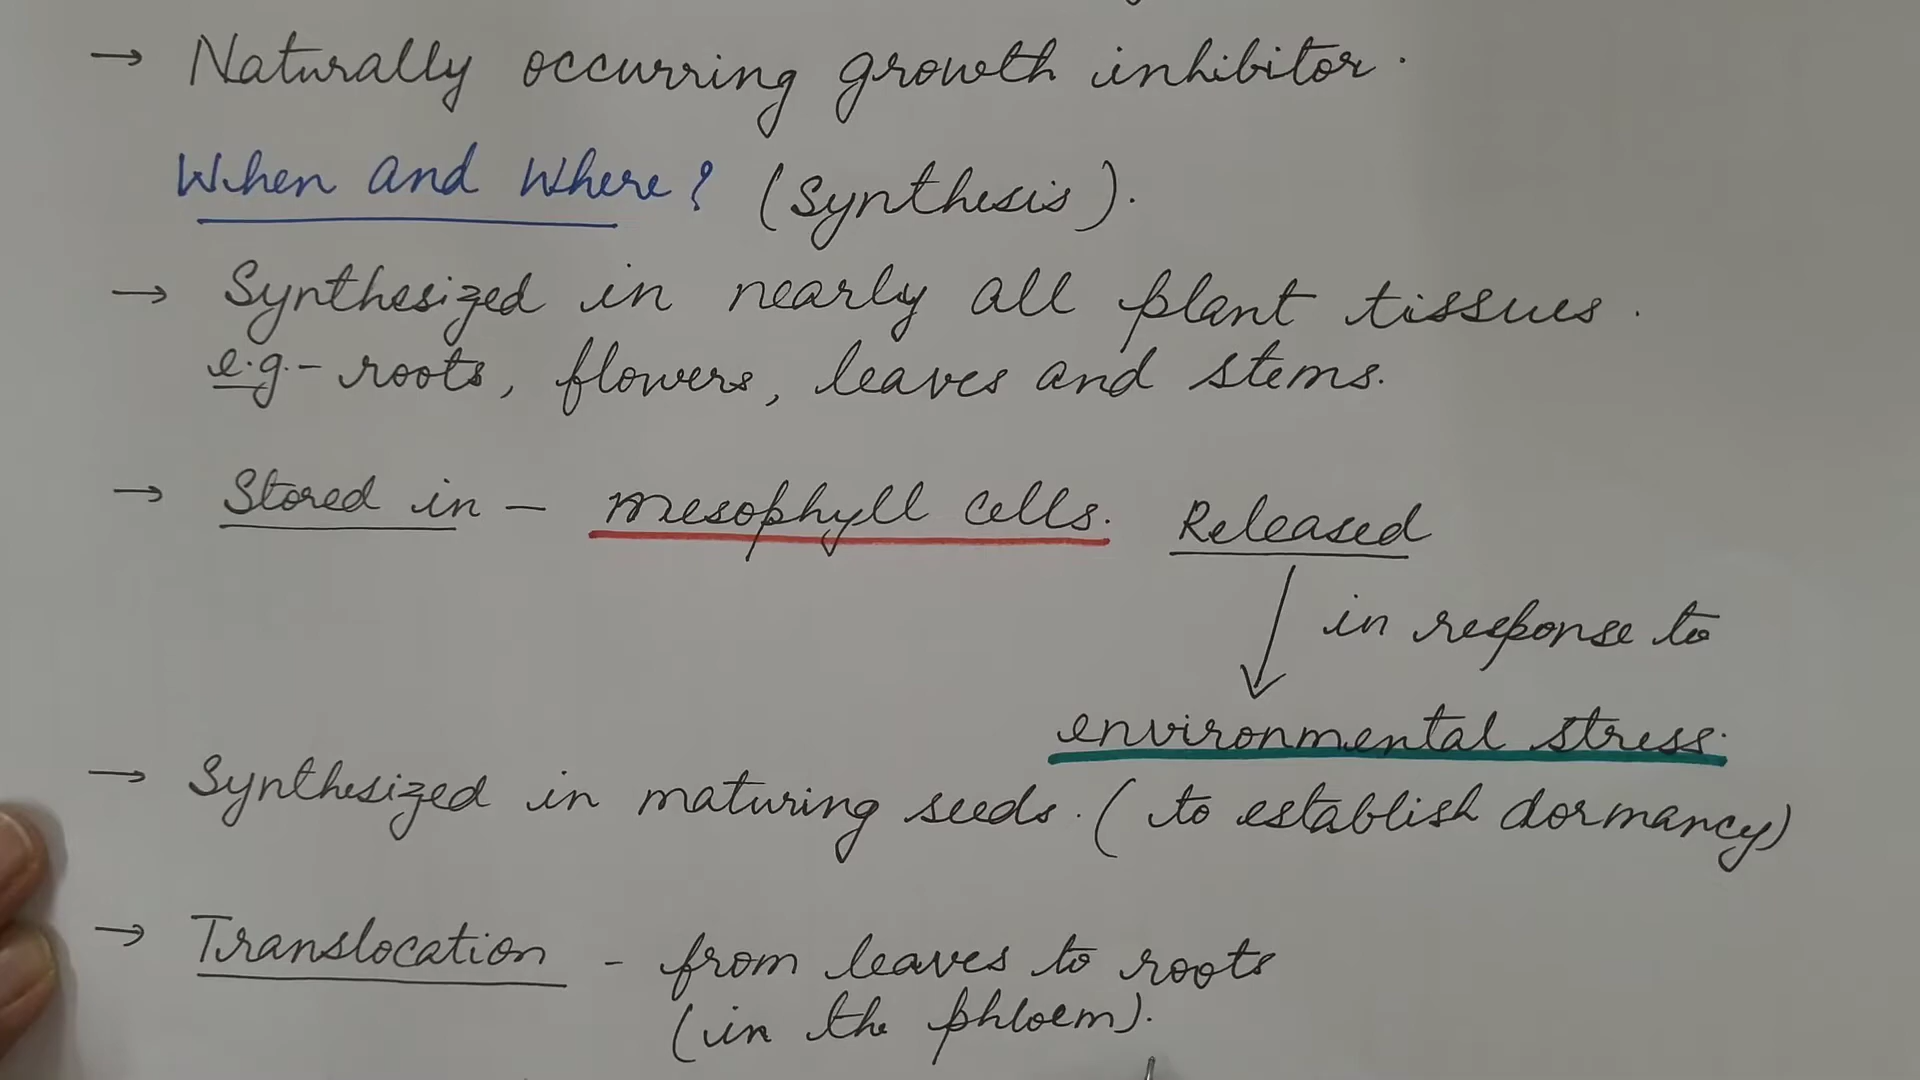 → Naturally occurring growth inhibitor.
When and Where? (Synthesis).
→ Synthesized in nearly all plant tissues.
e.g.- roots, flowers, leaves and stems.
→ Stored in - mesophyll cells. Released
in response to
environmental stress.
→ Synthesized in maturing seeds. (to establish dormancy)
→ Translocation - from leaves to roots
(in the phloem).